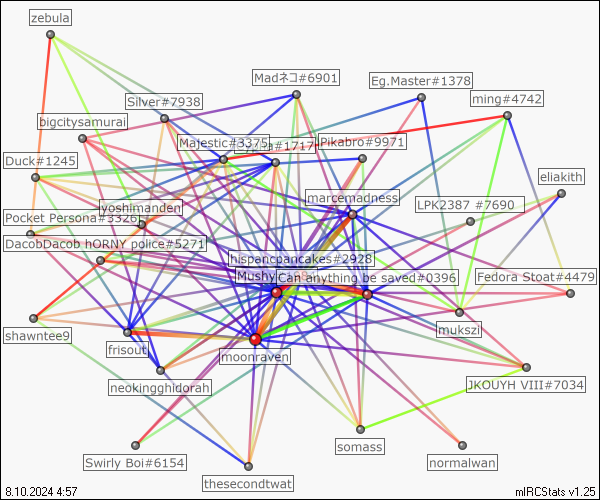 zebula
Madネコ#6901
Eg.Master#1378
Silver#7938
ming#4742
bigcitysamurai
Majestic#3375
a#1717
Pikabro#9971
Duck#1245
eliakith
marcemadness
LPK2387 #7690
yoshimanden
Pocket Persona#3326
DacobDacob hORNY police#5271
hispancpancakes#2928
Mushy
Can anything be saved#0396
Fedora Stoat#4479
shawntee9
mukszi
frisout
moonraven
neokingghidorah
JKOUYH VIII#7034
somass
Swirly Boi#6154
normalwan
thesecondtwat
8.10.2024 4:57
mIRCStats v1.25